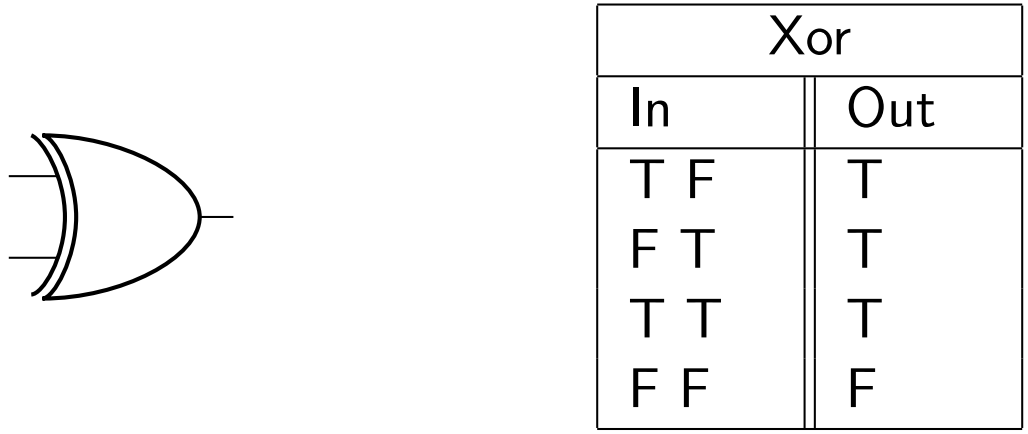 Xor
In Out
T F T
F T T
T T T
F F F